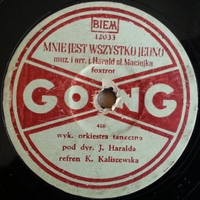 BIEM
12033
MNIE JEST WSZYSTKO JEDNO
muz. i arr. J. Harald sł. Maciejka
foxtrot
GONG
wyk. orkiestra taneczna
pod dyr. J. Haralda
refren K. Kaliszewska